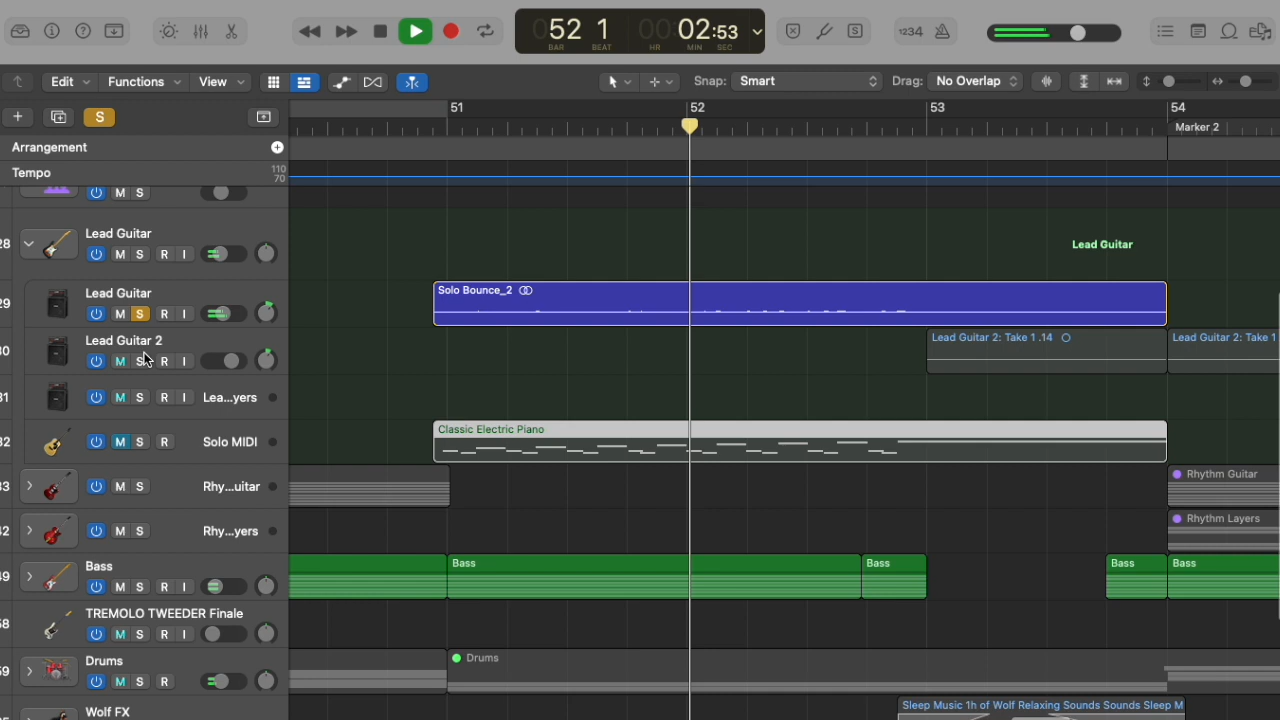 52 1 00:02:53
BAR BEAT HR MIN SEC
1234
Edit Functions View Snap: Smart Drag: No Overlap
S
51 52 53 54
Marker 2
Arrangement
Tempo 110
70
M S
28 Lead Guitar
M S R I
Lead Guitar
29 Lead Guitar
M S R I
Solo Bounce_2
30 Lead Guitar 2
M S R I
Lead Guitar 2: Take 1 .14 Lead Guitar 2: Take 1
31 M S R I Lea...yers
32 M S R Solo MIDI
Classic Electric Piano
33 M S Rhy...uitar
Rhythm Guitar
42 M S Rhy...yers
Rhythm Layers
49 Bass
M S R I
Bass Bass Bass Bass
58 TREMOLO TWEEDER Finale
M S R I
59 Drums
M S R
Drums
Wolf FX
Sleep Music 1h of Wolf Relaxing Sounds Sounds Sleep M